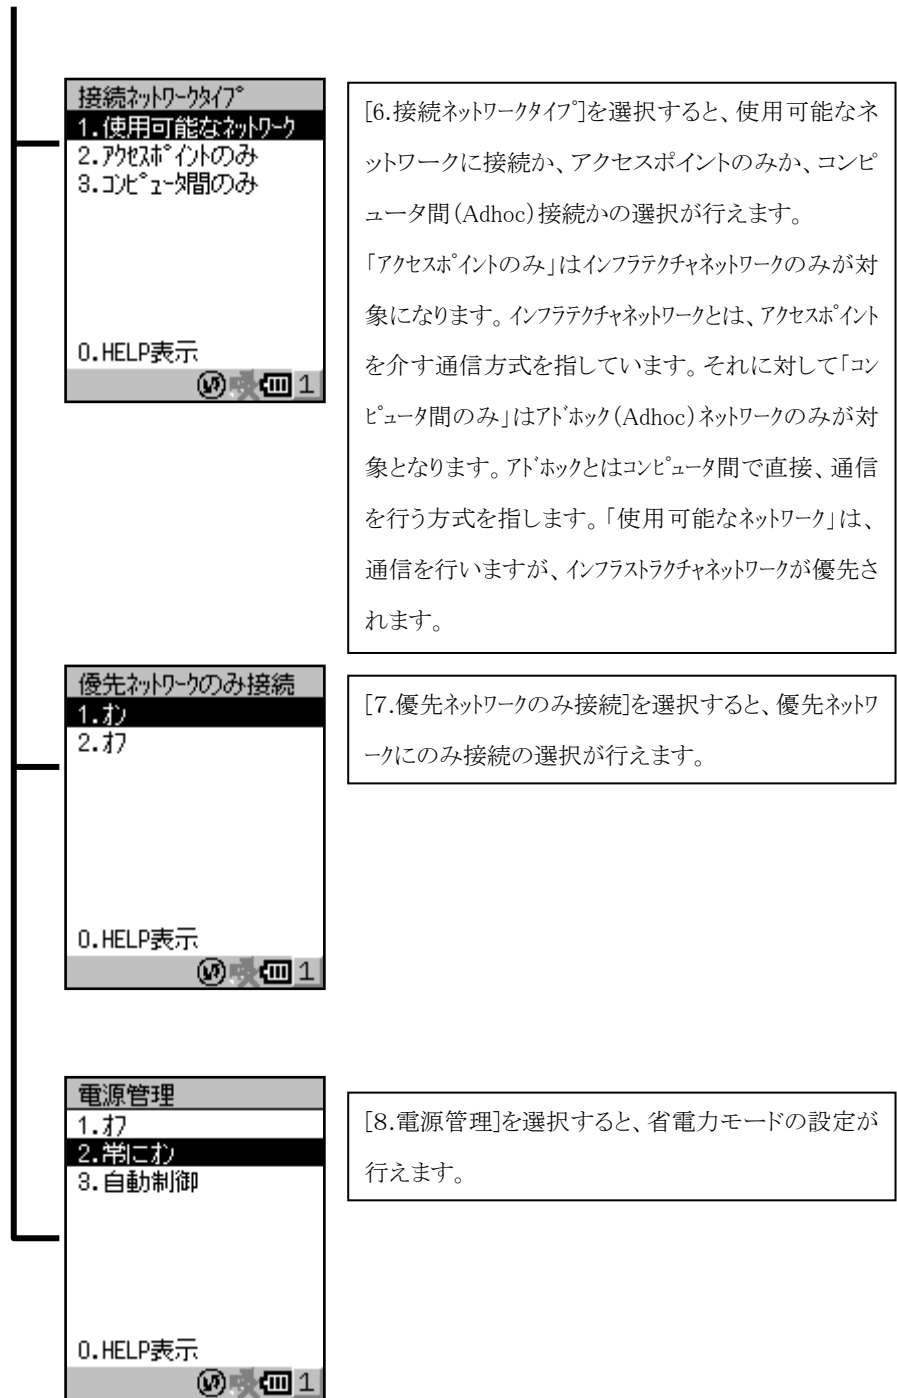 接続ﾈｯﾄﾜｰｸﾀｲﾌﾟ
1.使用可能なﾈｯﾄﾜｰｸ
2.ｱｸｾｽﾎﾟｲﾝﾄのみ
3.ｺﾝﾋﾟｭｰﾀ間のみ
0.HELP表示
1
[6.接続ﾈｯﾄﾜｰｸﾀｲﾌﾟ]を選択すると、使用可能なネ
ットワークに接続か、アクセスポイントのみか、コンピ
ュータ間（Adhoc）接続かの選択が行えます。
「ｱｸｾｽﾎﾟｲﾝﾄのみ」はｲﾝﾌﾗﾃｸﾁｬﾈｯﾄﾜｰｸのみが対
象になります。ｲﾝﾌﾗﾃｸﾁｬﾈｯﾄﾜｰｸとは、ｱｸｾｽﾎﾟｲﾝﾄ
を介す通信方式を指しています。それに対して「ｺﾝ
ﾋﾟｭｰﾀ間のみ」はｱﾄﾞﾎｯｸ（Adhoc）ネットワークのみが対
象となります。ｱﾄﾞﾎｯｸとはｺﾝﾋﾟｭｰﾀ間で直接、通信
を行う方式を指します。「使用可能なﾈｯﾄﾜｰｸ」は、
通信を行いますが、ｲﾝﾌﾗｽﾄﾗｸﾁｬﾈｯﾄﾜｰｸが優先さ
れます。
優先ﾈｯﾄﾜｰｸのみ接続
1.ｵﾝ
2.ｵﾌ
0.HELP表示
1
[7.優先ﾈｯﾄﾜｰｸのみ接続]を選択すると、優先ﾈｯﾄﾜ
ｰｸにのみ接続の選択が行えます。
電源管理
1.ｵﾌ
2.常にｵﾝ
3.自動制御
0.HELP表示
1
[8.電源管理]を選択すると、省電力モードの設定が
行えます。